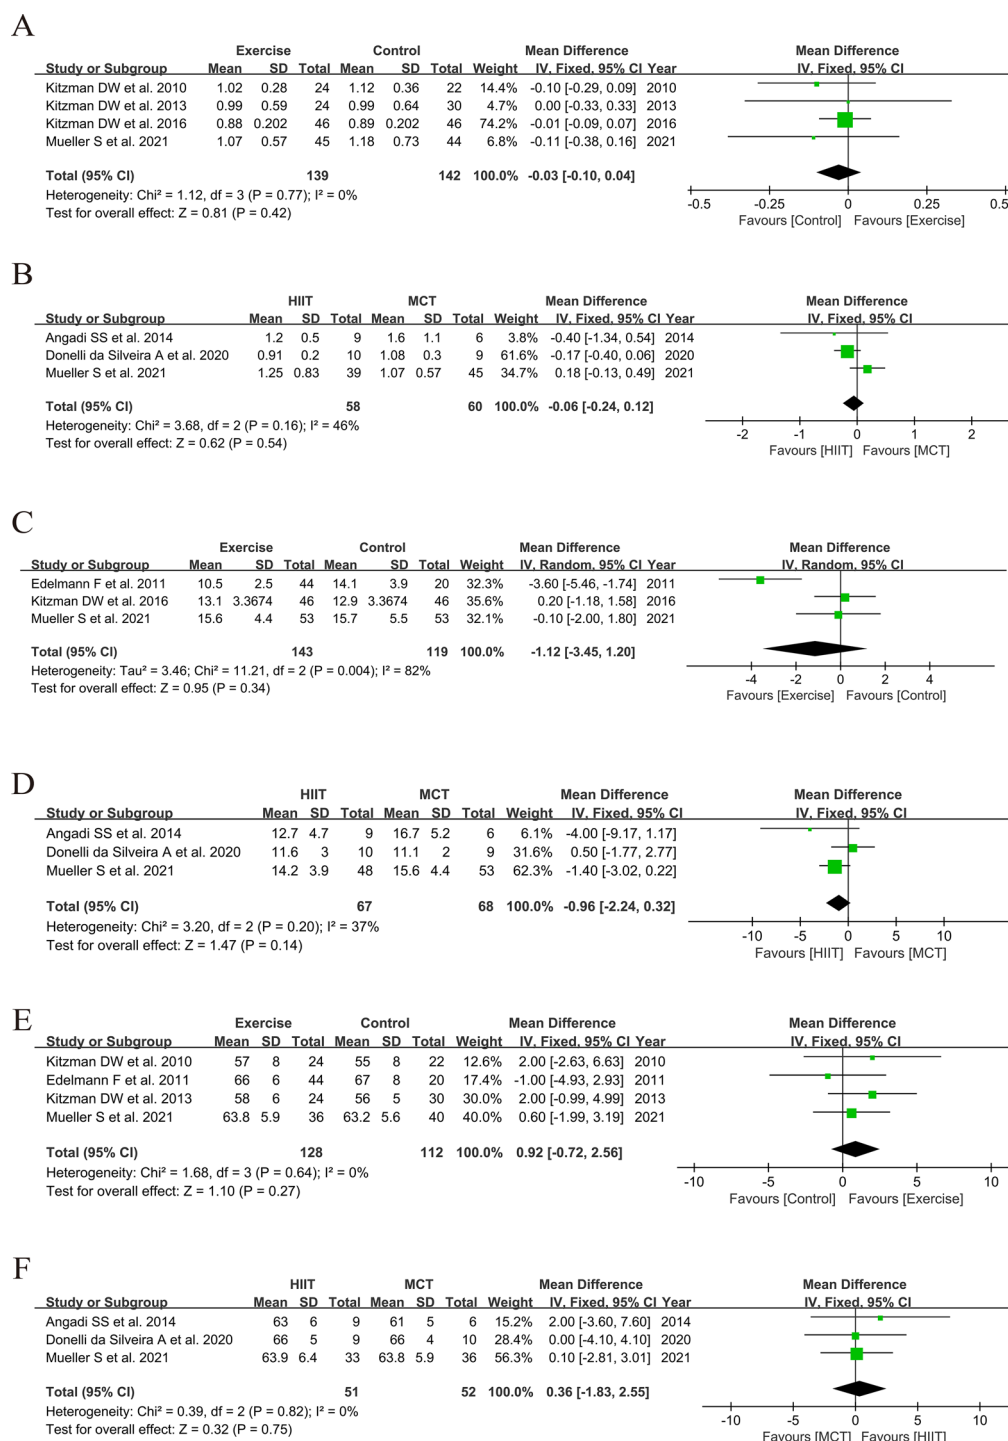 A
Exercise Control Mean Difference Mean Difference
Study or Subgroup Mean SD Total Mean SD Total Weight IV, Fixed, 95% CI Year IV, Fixed, 95% CI
Kitzman DW et al. 2010 1.02 0.28 24 1.12 0.36 22 14.4% -0.10 [-0.29, 0.09] 2010
Kitzman DW et al. 2013 0.99 0.59 24 0.99 0.64 30 4.7% 0.00 [-0.33, 0.33] 2013
Kitzman DW et al. 2016 0.88 0.202 46 0.89 0.202 46 74.2% -0.01 [-0.09, 0.07] 2016
Mueller S et al. 2021 1.07 0.57 45 1.18 0.73 44 6.8% -0.11 [-0.38, 0.16] 2021
Total (95% CI) 139 142 100.0% -0.03 [-0.10, 0.04]
Heterogeneity: Chi² = 1.12, df = 3 (P = 0.77); I² = 0%
Test for overall effect: Z = 0.81 (P = 0.42)
-0.5 -0.25 0 0.25 0.5
Favours [Control] Favours [Exercise]
B
HIIT MCT Mean Difference Mean Difference
Study or Subgroup Mean SD Total Mean SD Total Weight IV, Fixed, 95% CI Year IV, Fixed, 95% CI
Angadi SS et al. 2014 1.2 0.5 9 1.6 1.1 6 3.8% -0.40 [-1.34, 0.54] 2014
Donelli da Silveira A et al. 2020 0.91 0.2 10 1.08 0.3 9 61.6% -0.17 [-0.40, 0.06] 2020
Mueller S et al. 2021 1.25 0.83 39 1.07 0.57 45 34.7% 0.18 [-0.13, 0.49] 2021
Total (95% CI) 58 60 100.0% -0.06 [-0.24, 0.12]
Heterogeneity: Chi² = 3.68, df = 2 (P = 0.16); I² = 46%
Test for overall effect: Z = 0.62 (P = 0.54)
-2 -1 0 1 2
Favours [HIIT] Favours [MCT]
C
Exercise Control Mean Difference Mean Difference
Study or Subgroup Mean SD Total Mean SD Total Weight IV, Random, 95% CI Year IV, Random, 95% CI
Edelmann F et al. 2011 10.5 2.5 44 14.1 3.9 20 32.3% -3.60 [-5.46, -1.74] 2011
Kitzman DW et al. 2016 13.1 3.3674 46 12.9 3.3674 46 35.6% 0.20 [-1.18, 1.58] 2016
Mueller S et al. 2021 15.6 4.4 53 15.7 5.5 53 32.1% -0.10 [-2.00, 1.80] 2021
Total (95% CI) 143 119 100.0% -1.12 [-3.45, 1.20]
Heterogeneity: Tau² = 3.46; Chi² = 11.21, df = 2 (P = 0.004); I² = 82%
Test for overall effect: Z = 0.95 (P = 0.34)
-4 -2 0 2 4
Favours [Exercise] Favours [Control]
D
HIIT MCT Mean Difference Mean Difference
Study or Subgroup Mean SD Total Mean SD Total Weight IV, Fixed, 95% CI Year IV, Fixed, 95% CI
Angadi SS et al. 2014 12.7 4.7 9 16.7 5.2 6 6.1% -4.00 [-9.17, 1.17] 2014
Donelli da Silveira A et al. 2020 11.6 3 10 11.1 2 9 31.6% 0.50 [-1.77, 2.77] 2020
Mueller S et al. 2021 14.2 3.9 48 15.6 4.4 53 62.3% -1.40 [-3.02, 0.22] 2021
Total (95% CI) 67 68 100.0% -0.96 [-2.24, 0.32]
Heterogeneity: Chi² = 3.20, df = 2 (P = 0.20); I² = 37%
Test for overall effect: Z = 1.47 (P = 0.14)
-10 -5 0 5 10
Favours [HIIT] Favours [MCT]
E
Exercise Control Mean Difference Mean Difference
Study or Subgroup Mean SD Total Mean SD Total Weight IV, Fixed, 95% CI Year IV, Fixed, 95% CI
Kitzman DW et al. 2010 57 8 24 55 8 22 12.6% 2.00 [-2.63, 6.63] 2010
Edelmann F et al. 2011 66 6 44 67 8 20 17.4% -1.00 [-4.93, 2.93] 2011
Kitzman DW et al. 2013 58 6 24 56 5 30 30.0% 2.00 [-0.99, 4.99] 2013
Mueller S et al. 2021 63.8 5.9 36 63.2 5.6 40 40.0% 0.60 [-1.99, 3.19] 2021
Total (95% CI) 128 112 100.0% 0.92 [-0.72, 2.56]
Heterogeneity: Chi² = 1.68, df = 3 (P = 0.64); I² = 0%
Test for overall effect: Z = 1.10 (P = 0.27)
-10 -5 0 5 10
Favours [Control] Favours [Exercise]
F
HIIT MCT Mean Difference Mean Difference
Study or Subgroup Mean SD Total Mean SD Total Weight IV, Fixed, 95% CI Year IV, Fixed, 95% CI
Angadi SS et al. 2014 63 6 9 61 5 6 15.2% 2.00 [-3.60, 7.60] 2014
Donelli da Silveira A et al. 2020 66 5 9 66 4 10 28.4% 0.00 [-4.10, 4.10] 2020
Mueller S et al. 2021 63.9 6.4 33 63.8 5.9 36 56.3% 0.10 [-2.81, 3.01] 2021
Total (95% CI) 51 52 100.0% 0.36 [-1.83, 2.55]
Heterogeneity: Chi² = 0.39, df = 2 (P = 0.82); I² = 0%
Test for overall effect: Z = 0.32 (P = 0.75)
-10 -5 0 5 10
Favours [MCT] Favours [HIIT]